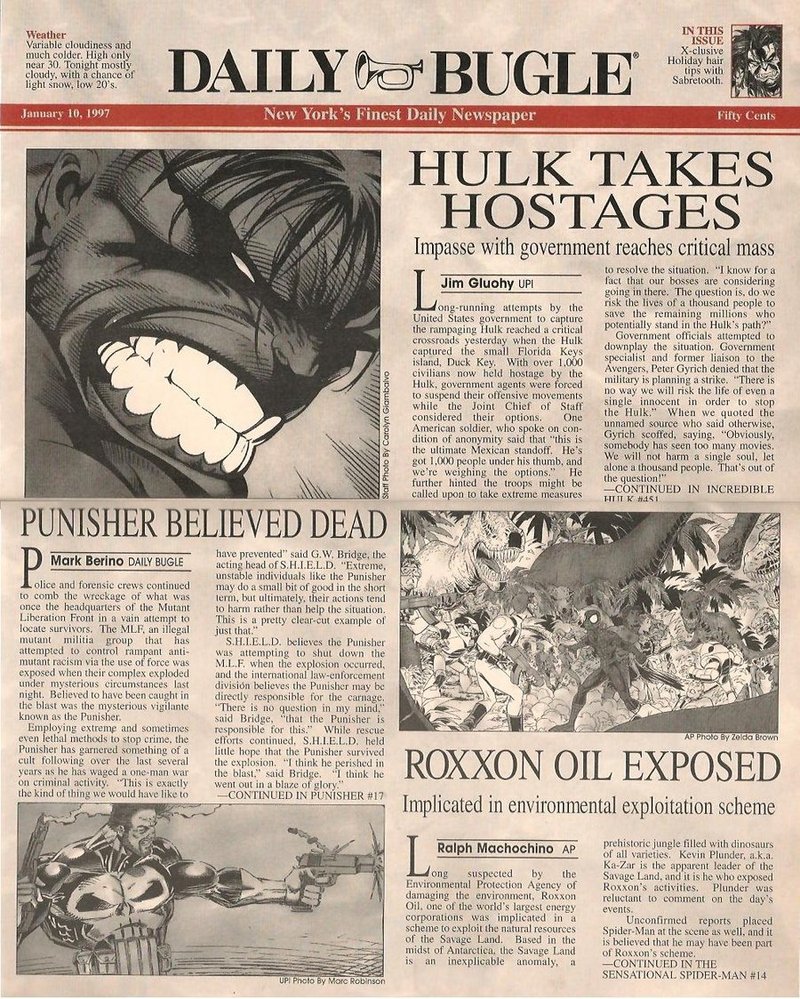 Weather
Variable cloudiness and
much colder. High only
near 30. Tonight mostly
cloudy, with a chance of
light snow, low 20's.
DAILY BUGLE®
IN THIS
ISSUE
X-clusive
Holiday hair
tips with
Sabretooth.
January 10, 1997
New York's Finest Daily Newspaper
Fifty Cents
Staff Photo By Carolyn Giambalvo
HULK TAKES
HOSTAGES
Impasse with government reaches critical mass
Jim Gluohy UPI
Long-running attempts by the
United States government to capture
the rampaging Hulk reached a critical
crossroads yesterday when the Hulk
captured the small Florida Keys
island, Duck Key. With over 1,000
civilians now held hostage by the
Hulk, government agents were forced
to suspend their offensive movements
while the Joint Chief of Staff
considered their options. One
American soldier, who spoke on con-
dition of anonymity said that "this is
the ultimate Mexican standoff. He's
got 1,000 people under his thumb, and
we're weighing the options." He
further hinted the troops might be
called upon to take extreme measures
to resolve the situation. "I know for a
fact that our bosses are considering
going in there. The question is, do we
risk the lives of a thousand people to
save the remaining millions who
potentially stand in the Hulk's path?"
Government officials attempted to
downplay the situation. Government
specialist and former liaison to the
Avengers, Peter Gyrich denied that the
military is planning a strike. "There is
no way we will risk the life of even a
single innocent in order to stop
the Hulk." When we quoted the
unnamed source who said otherwise,
Gyrich scoffed, saying, "Obviously,
somebody has seen too many movies.
We will not harm a single soul, let
alone a thousand people. That's out of
the question!"
—CONTINUED IN INCREDIBLE
HULK #451
PUNISHER BELIEVED DEAD
Mark Berino DAILY BUGLE
Police and forensic crews continued
to comb the wreckage of what was
once the headquarters of the Mutant
Liberation Front in a vain attempt to
locate survivors. The MLF, an illegal
mutant militia group that has
attempted to control rampant anti-
mutant racism via the use of force was
exposed when their complex exploded
under mysterious circumstances last
night. Believed to have been caught in
the blast was the mysterious vigilante
known as the Punisher.
Employing extreme and sometimes
even lethal methods to stop crime, the
Punisher has garnered something of a
cult following over the last several
years as he has waged a one-man war
on criminal activity. "This is exactly
the kind of thing we would have like to
have prevented" said G.W. Bridge, the
acting head of S.H.I.E.L.D. "Extreme,
unstable individuals like the Punisher
may do a small bit of good in the short
term, but ultimately, their actions tend
to harm rather than help the situation.
This is a pretty clear-cut example of
just that."
S.H.I.E.L.D. believes the Punisher
was attempting to shut down the
M.L.F. when the explosion occurred,
and the international law-enforcement
division believes the Punisher may be
directly responsible for the carnage.
"There is no question in my mind,"
said Bridge, "that the Punisher is
responsible for this." While rescue
efforts continued, S.H.I.E.L.D. held
little hope that the Punisher survived
the explosion. "I think he perished in
the blast," said Bridge. "I think he
went out in a blaze of glory."
—CONTINUED IN PUNISHER #17
UPI Photo By Marc Robinson
AP Photo By Zelda Brown
ROXXON OIL EXPOSED
Implicated in environmental exploitation scheme
Ralph Machochino AP
Long suspected by the
Environmental Protection Agency of
damaging the environment, Roxxon
Oil, one of the world's largest energy
corporations was implicated in a
scheme to exploit the natural resources
of the Savage Land. Based in the
midst of Antarctica, the Savage Land
is an inexplicable anomaly, a
prehistoric jungle filled with dinosaurs
of all varieties. Kevin Plunder, a.k.a.
Ka-Zar is the apparent leader of the
Savage Land, and it is he who exposed
Roxxon's activities. Plunder was
reluctant to comment on the day's
events.
Unconfirmed reports placed
Spider-Man at the scene as well, and it
is believed that he may have been part
of Roxxon's scheme.
—CONTINUED IN THE
SENSATIONAL SPIDER-MAN #14